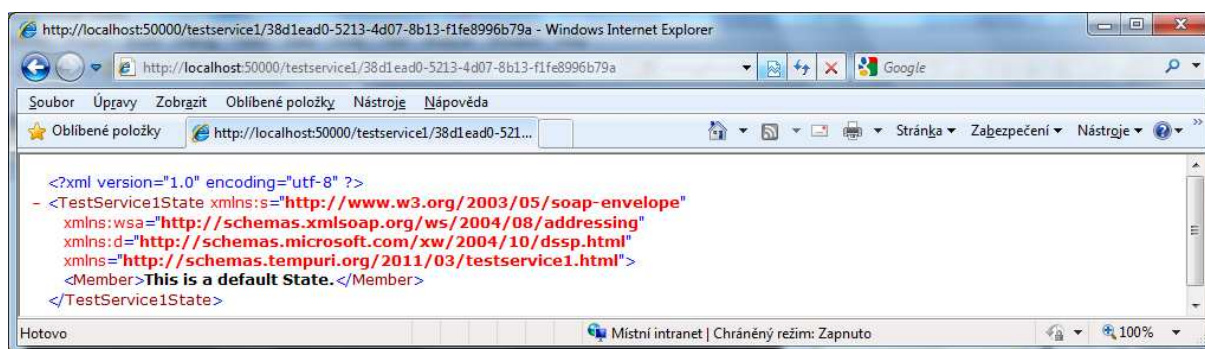 http://localhost:50000/testservice1/38d1ead0-5213-4d07-8b13-f1fe8996b79a - Windows Internet Explorer
http://localhost:50000/testservice1/38d1ead0-5213-4d07-8b13-f1fe8996b79a Google
Soubor Úpravy Zobrazit Oblíbené položky Nástroje Nápověda
Oblíbené položky http://localhost:50000/testservice1/38d1ead0-521... Stránka Zabezpečení Nástroje »
<?xml version="1.0" encoding="utf-8" ?>
- <TestService1State xmlns:s="http://www.w3.org/2003/05/soap-envelope"
xmlns:wsa="http://schemas.xmlsoap.org/ws/2004/08/addressing"
xmlns:d="http://schemas.microsoft.com/xw/2004/10/dssp.html"
xmlns="http://schemas.tempuri.org/2011/03/testservice1.html">
<Member>This is a default State.</Member>
</TestService1State>
Hotovo Místní intranet | Chráněný režim: Zapnuto 100%